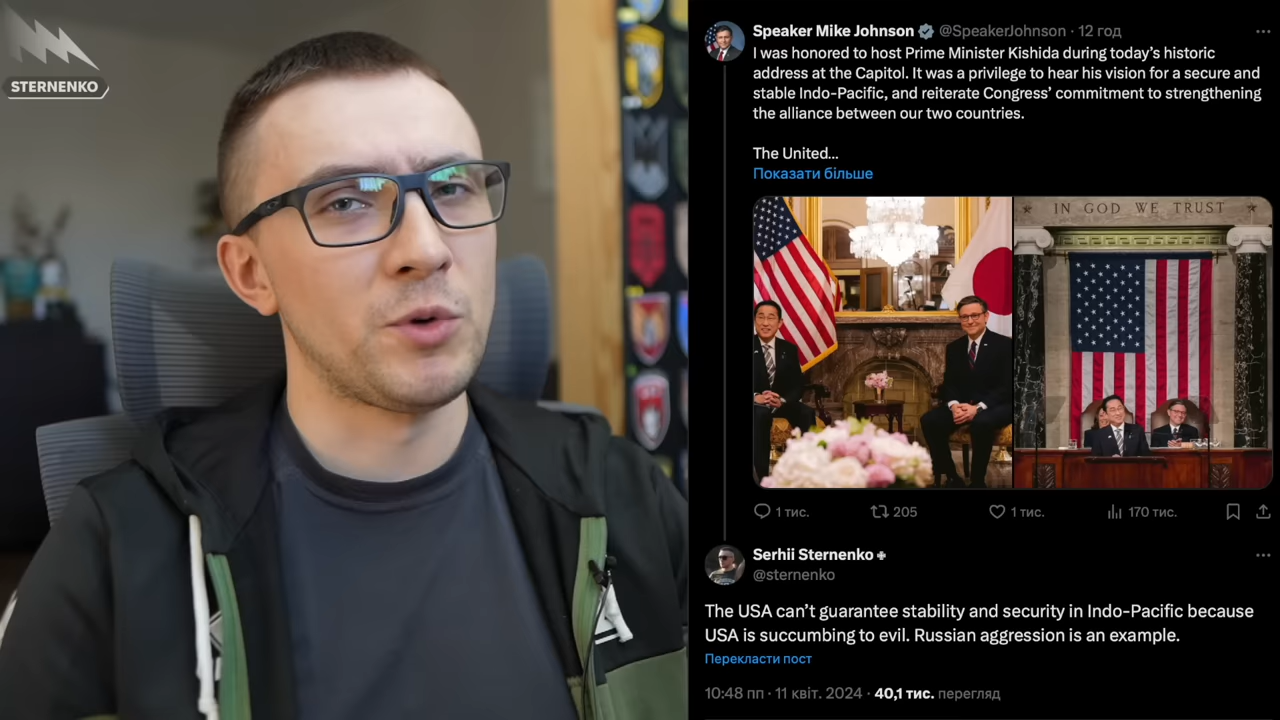 STERNENKO
Speaker Mike Johnson @SpeakerJohnson · 12 год
I was honored to host Prime Minister Kishida during today’s historic
address at the Capitol. It was a privilege to hear his vision for a secure and
stable Indo-Pacific, and reiterate Congress’ commitment to strengthening
the alliance between our two countries.
The United...
Показати більше
IN GOD WE TRUST
1 тис. 205 1 тис. 170 тис.
Serhii Sternenko
@sternenko
The USA can’t guarantee stability and security in Indo-Pacific because
USA is succumbing to evil. Russian aggression is an example.
Перекласти пост
10:48 пп · 11 квіт. 2024 · 40,1 тис. перегляд